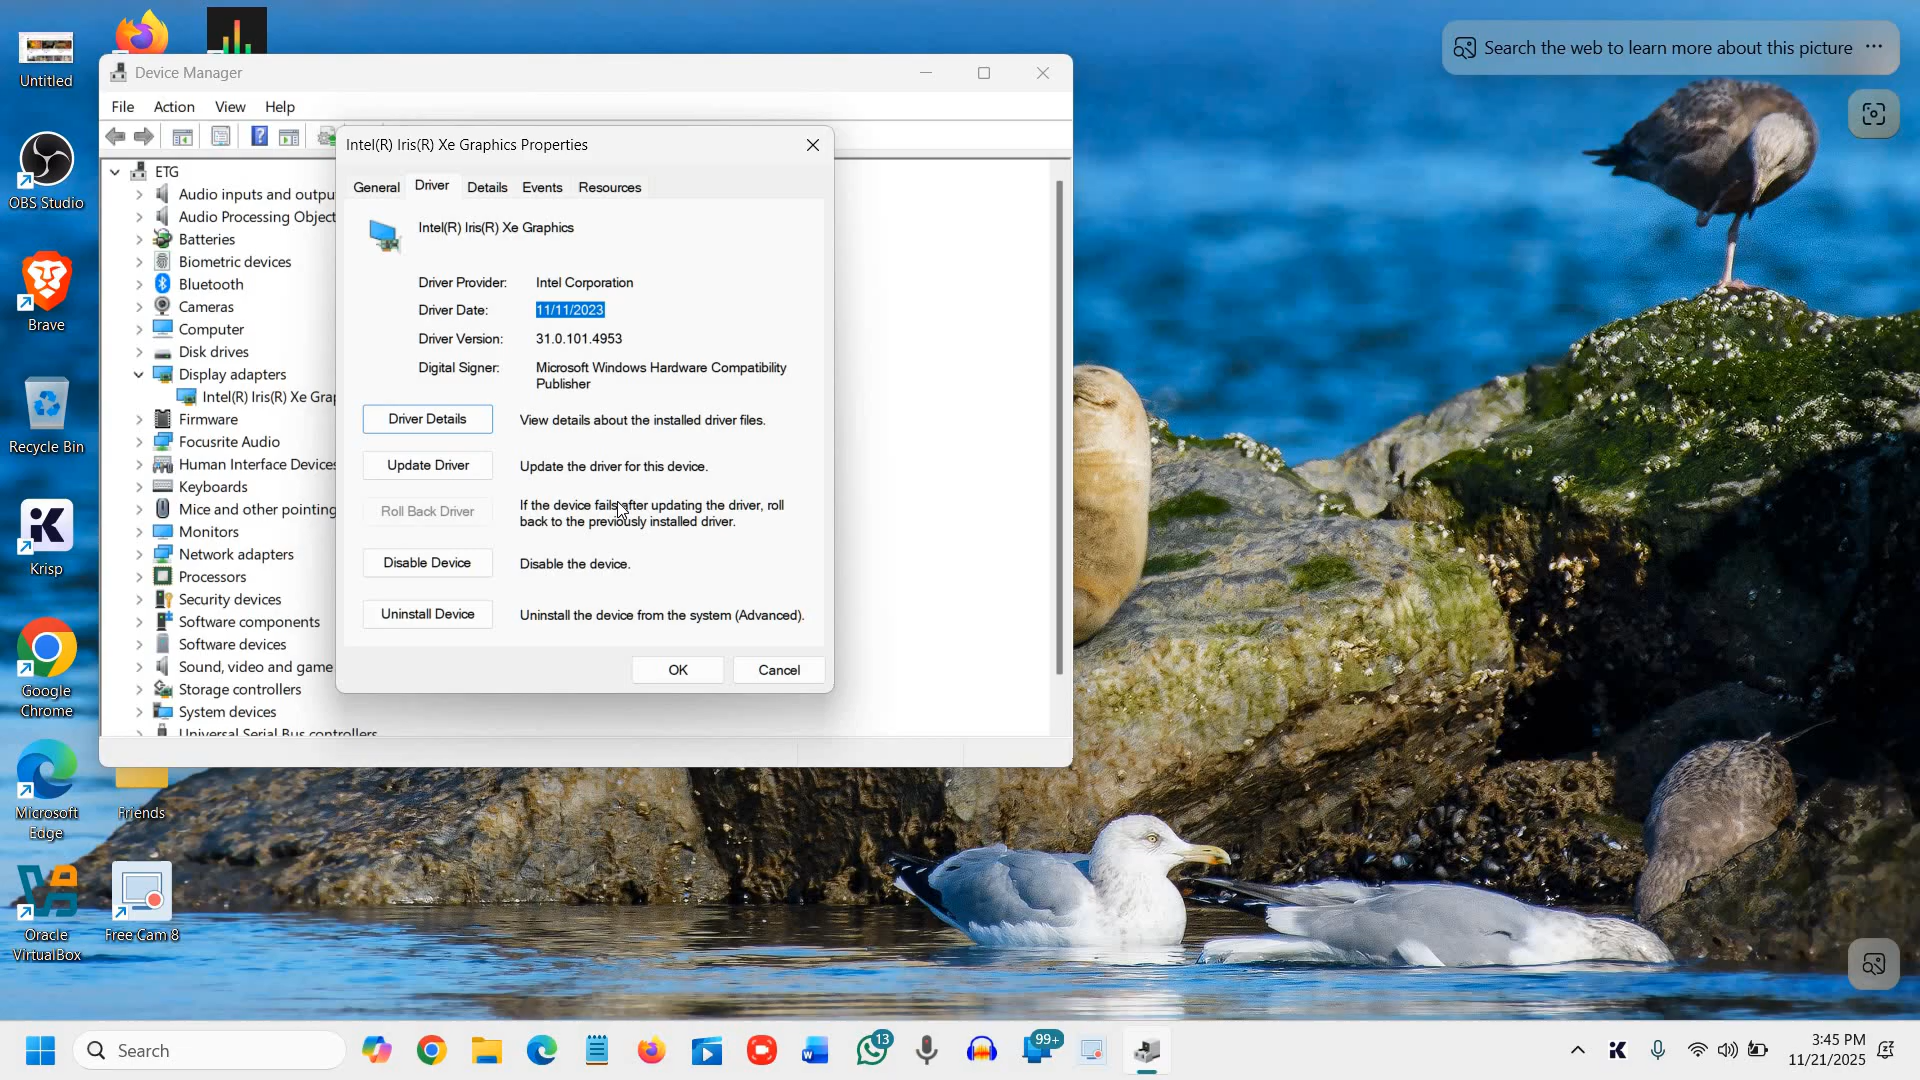 Untitled
OBS Studio
Brave
Recycle Bin
Krisp
Google
Chrome
Microsoft
Edge
Friends
Oracle
VirtualBox
Free Cam 8
Search the web to learn more about this picture
Device Manager
File Action View Help
ETG
Audio inputs and outpu
Audio Processing Object
Batteries
Biometric devices
Bluetooth
Cameras
Computer
Disk drives
Display adapters
Intel(R) Iris(R) Xe Grap
Firmware
Focusrite Audio
Human Interface Devices
Keyboards
Mice and other pointing
Monitors
Network adapters
Processors
Security devices
Software components
Software devices
Sound, video and game
Storage controllers
System devices
Universal Serial Bus controllers
Intel(R) Iris(R) Xe Graphics Properties
General Driver Details Events Resources
Intel(R) Iris(R) Xe Graphics
Driver Provider: Intel Corporation
Driver Date: 11/11/2023
Driver Version: 31.0.101.4953
Digital Signer: Microsoft Windows Hardware Compatibility
Publisher
Driver Details View details about the installed driver files.
Update Driver Update the driver for this device.
Roll Back Driver If the device fails after updating the driver, roll
back to the previously installed driver.
Disable Device Disable the device.
Uninstall Device Uninstall the device from the system (Advanced).
OK Cancel
Search
13
99+
3:45 PM
11/21/2025